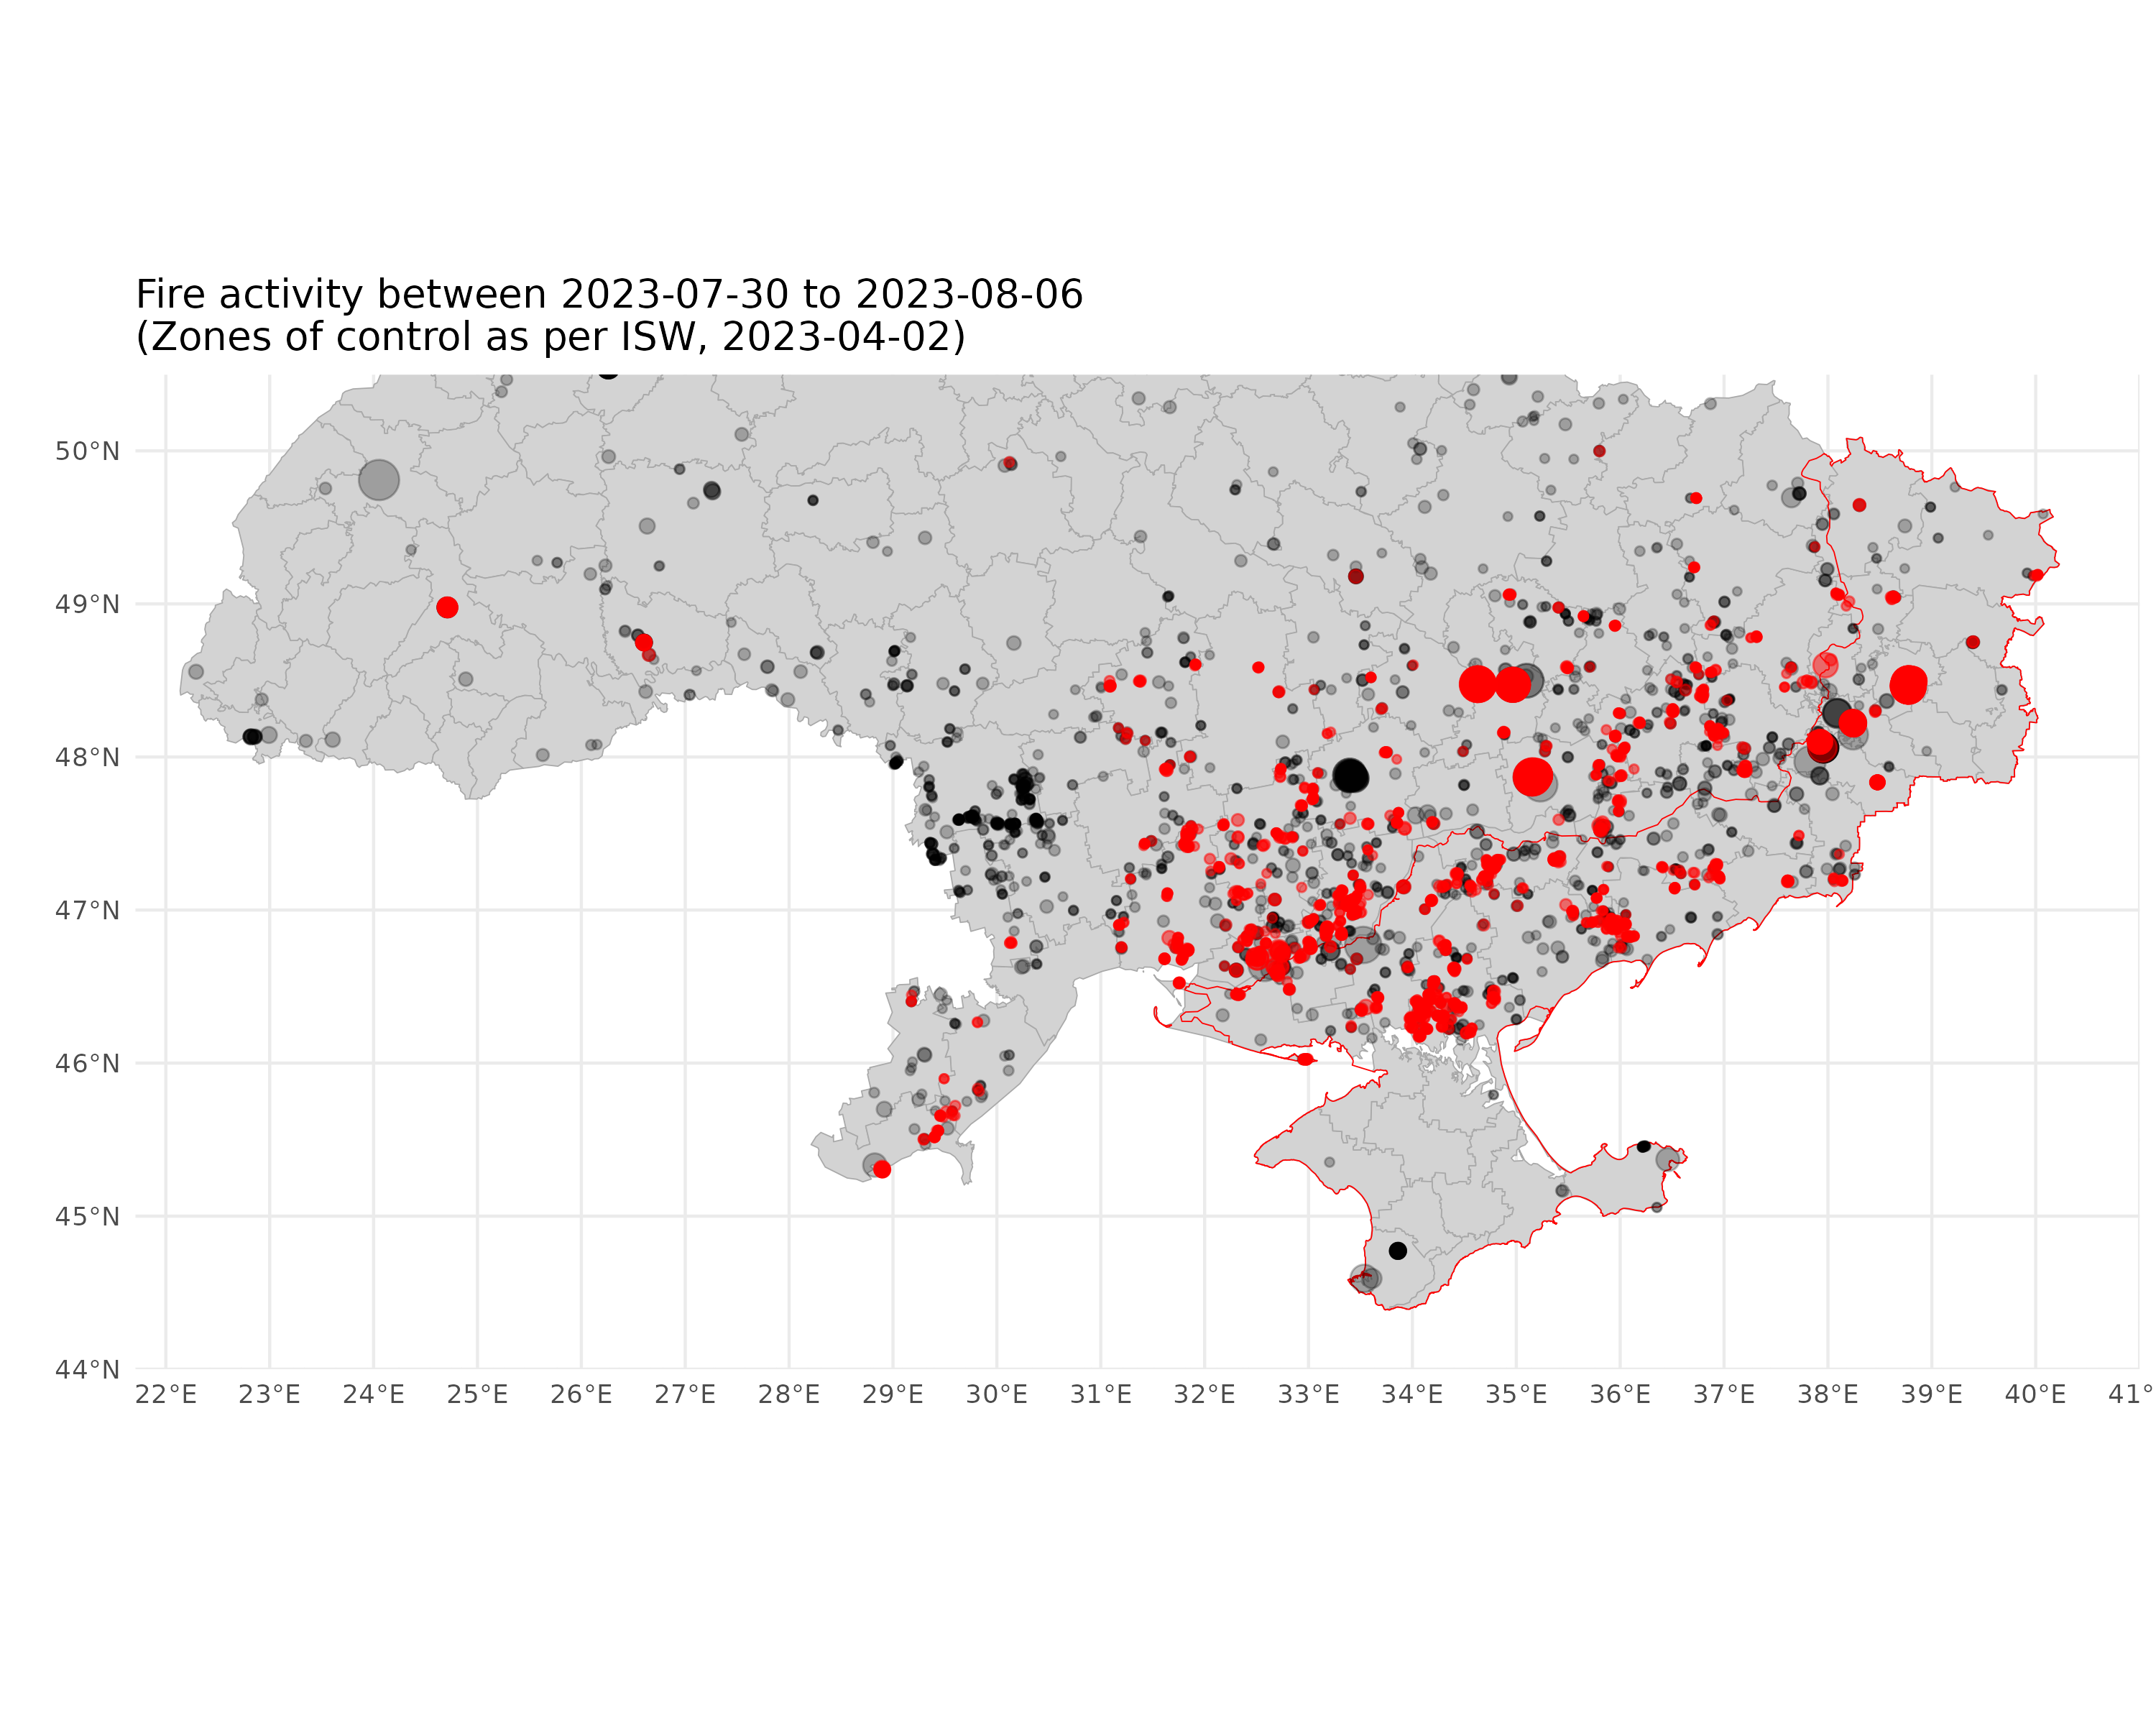 Fire activity between 2023-07-30 to 2023-08-06
(Zones of control as per ISW, 2023-04-02)
50°N
49°N
48°N
47°N
46°N
45°N
44°N
22°E 23°E 24°E 25°E 26°E 27°E 28°E 29°E 30°E 31°E 32°E 33°E 34°E 35°E 36°E 37°E 38°E 39°E 40°E 41°